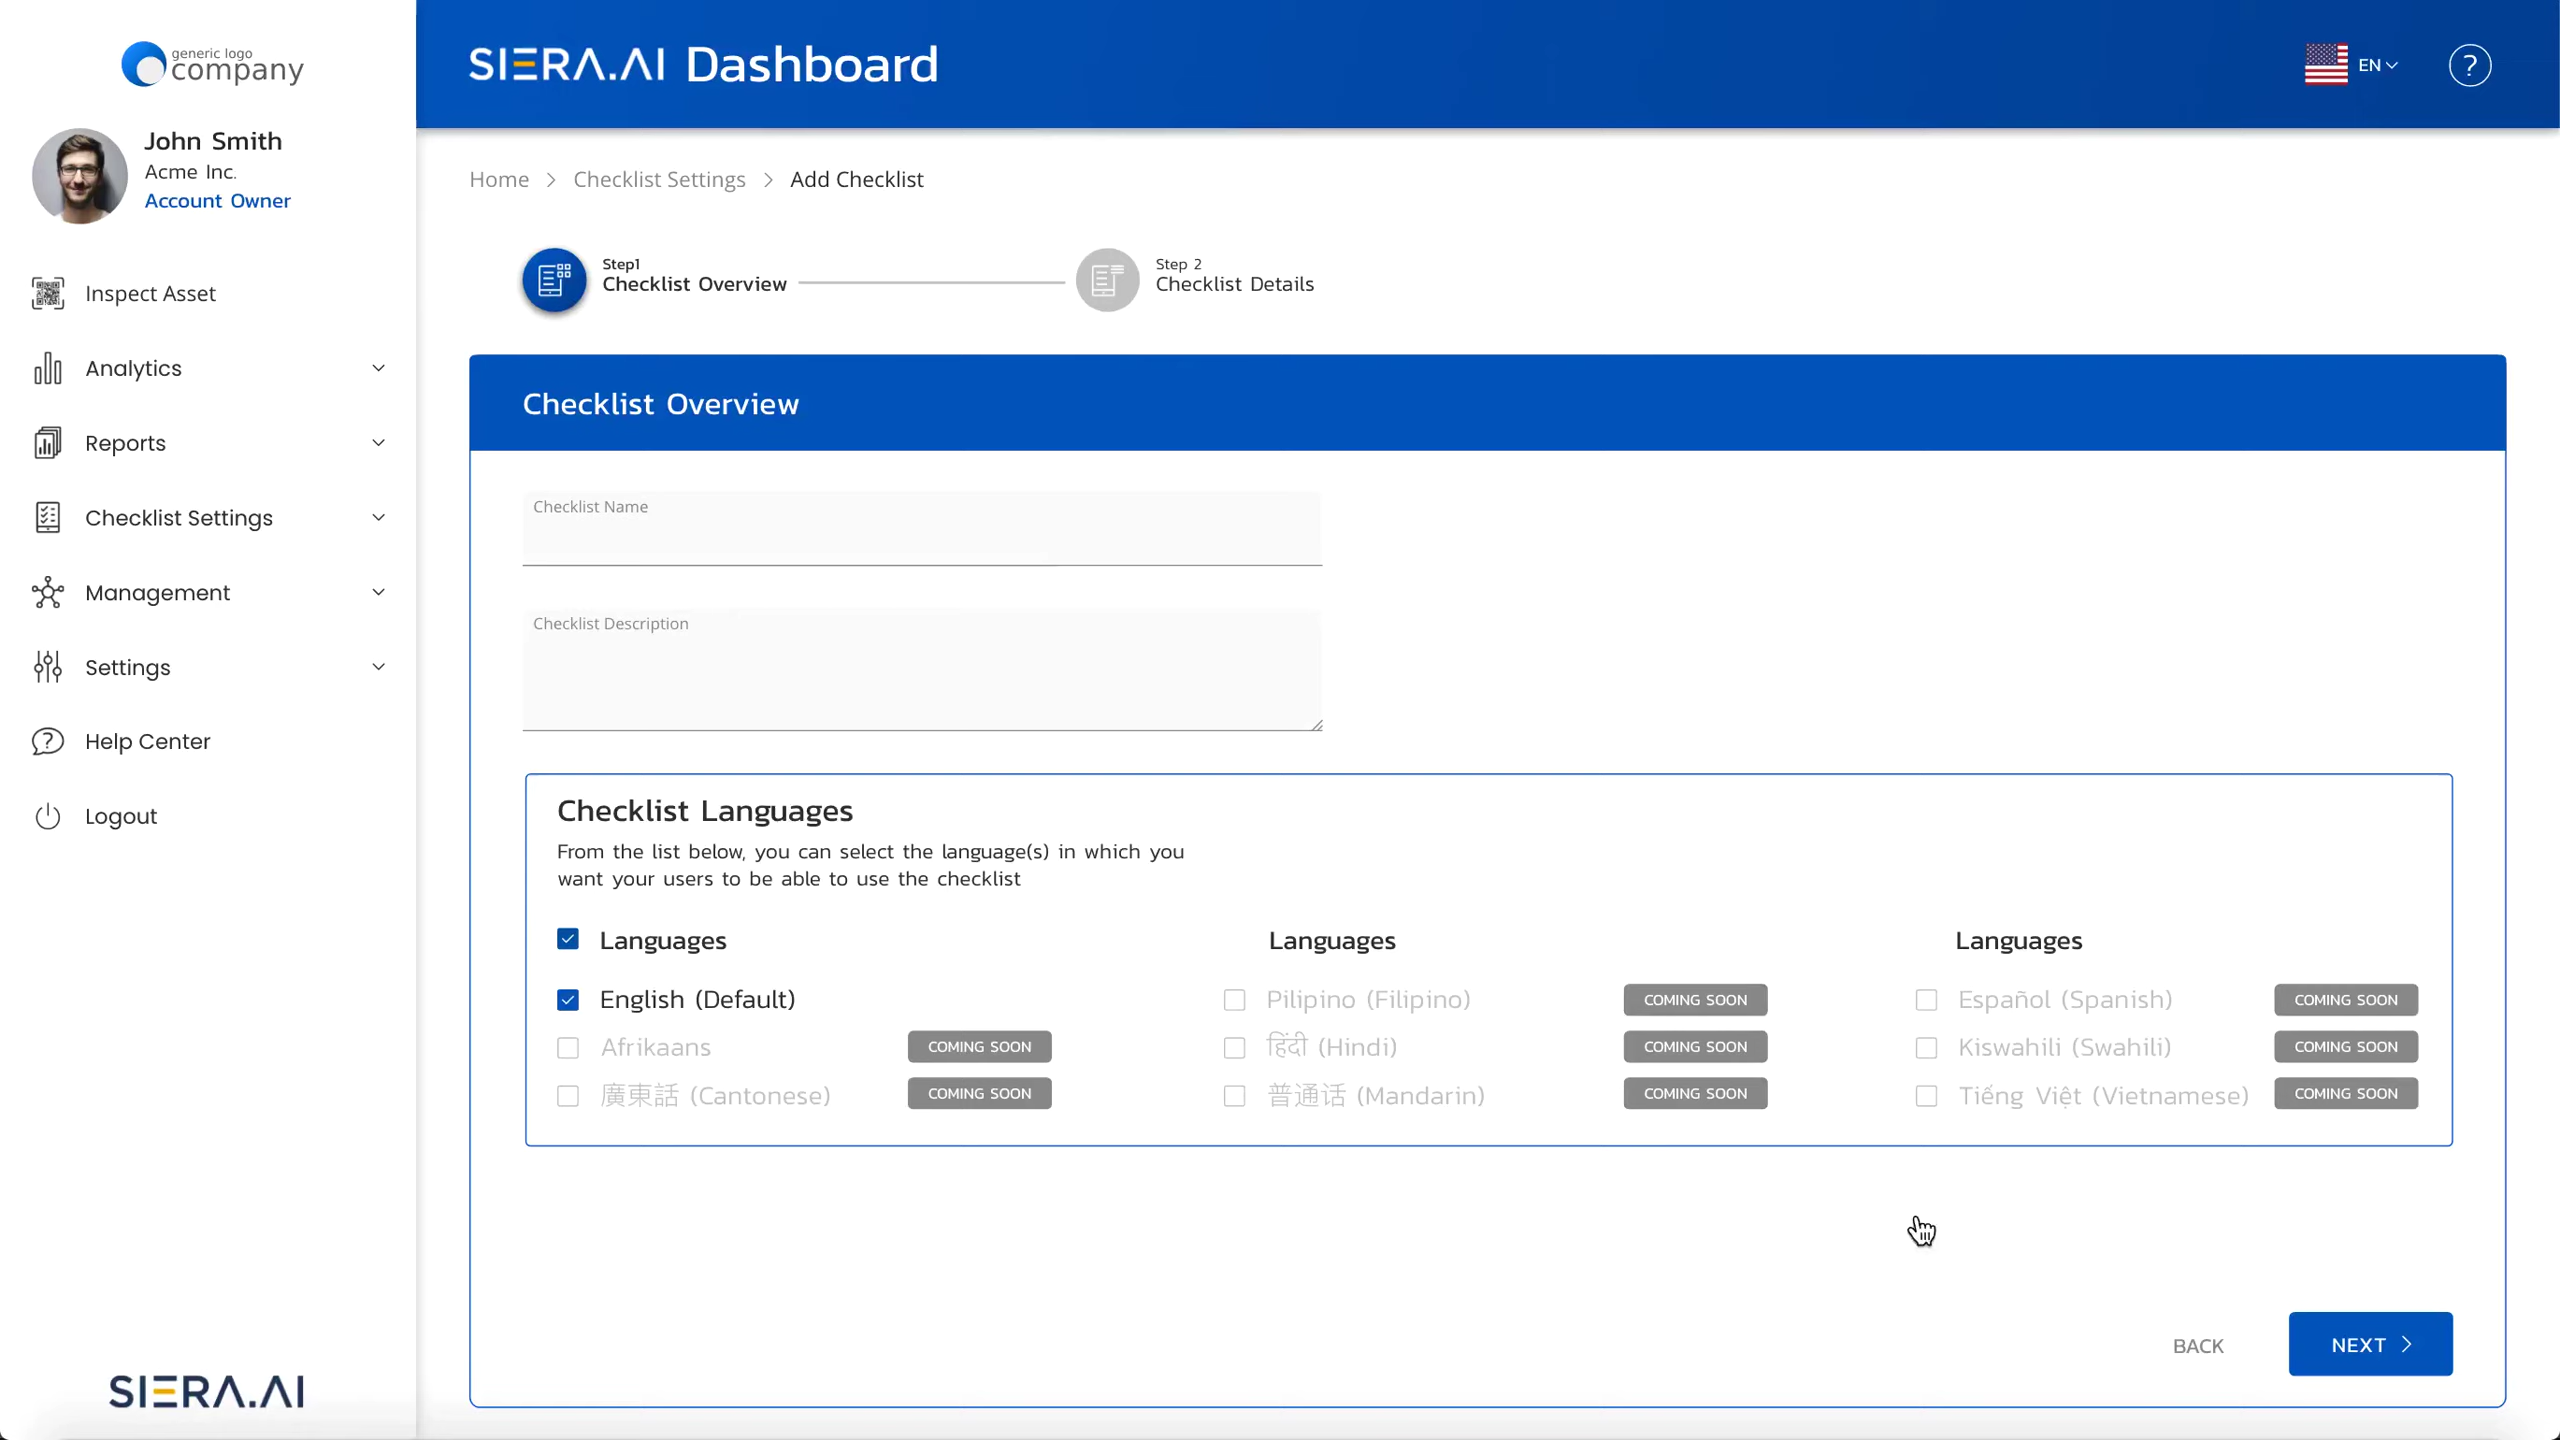 generic logo
company
John Smith
Acme Inc.
Account Owner
Inspect Asset
Analytics
Reports
Checklist Settings
Management
Settings
Help Center
Logout
SIERA.AI
SIERA.AI Dashboard
EN
?
Home > Checklist Settings > Add Checklist
Step1
Checklist Overview
Step 2
Checklist Details
Checklist Overview
Checklist Name
Checklist Description
Checklist Languages
From the list below, you can select the language(s) in which you
want your users to be able to use the checklist
Languages
English (Default)
Afrikaans COMING SOON
廣東話 (Cantonese) COMING SOON
Languages
Pilipino (Filipino) COMING SOON
हिंदी (Hindi) COMING SOON
普通话 (Mandarin) COMING SOON
Languages
Español (Spanish) COMING SOON
Kiswahili (Swahili) COMING SOON
Tiếng Việt (Vietnamese) COMING SOON
BACK
NEXT >